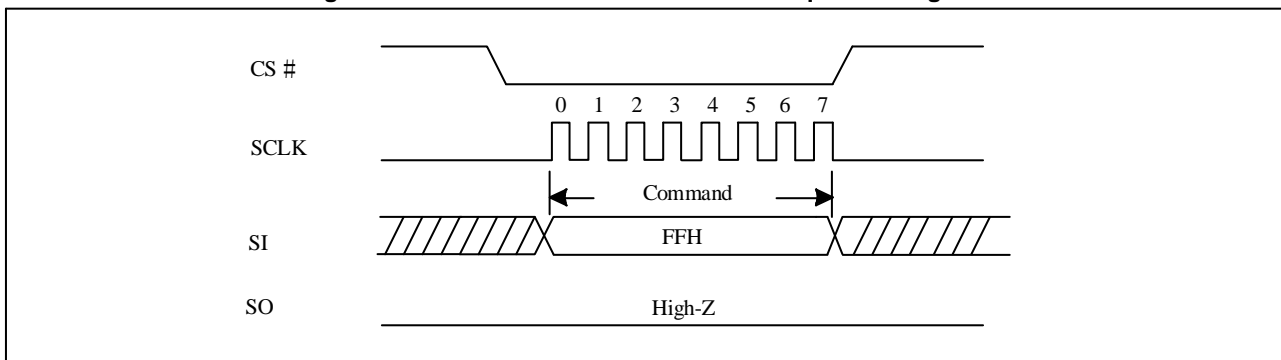 CS #
0 1 2 3 4 5 6 7
SCLK
Command
SI
FFH
SO
High-Z